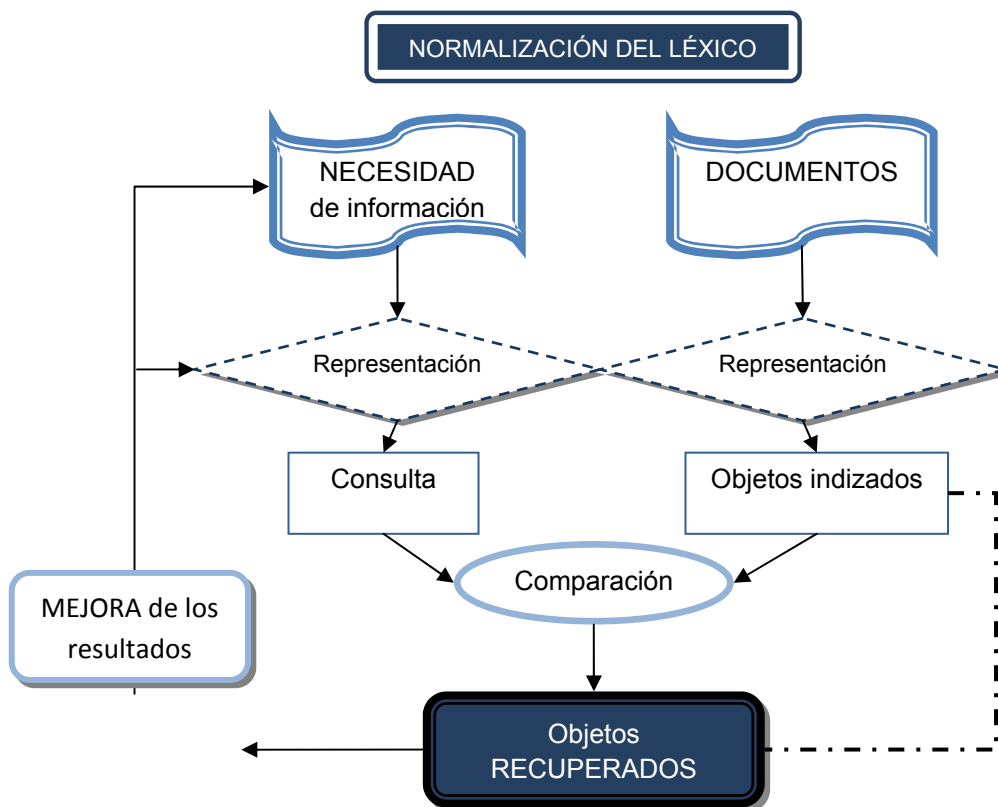 NORMALIZACIÓN DEL LÉXICO
NECESIDAD
de información
DOCUMENTOS
Representación
Representación
Consulta
Objetos indizados
Comparación
MEJORA de los
resultados
Objetos
RECUPERADOS